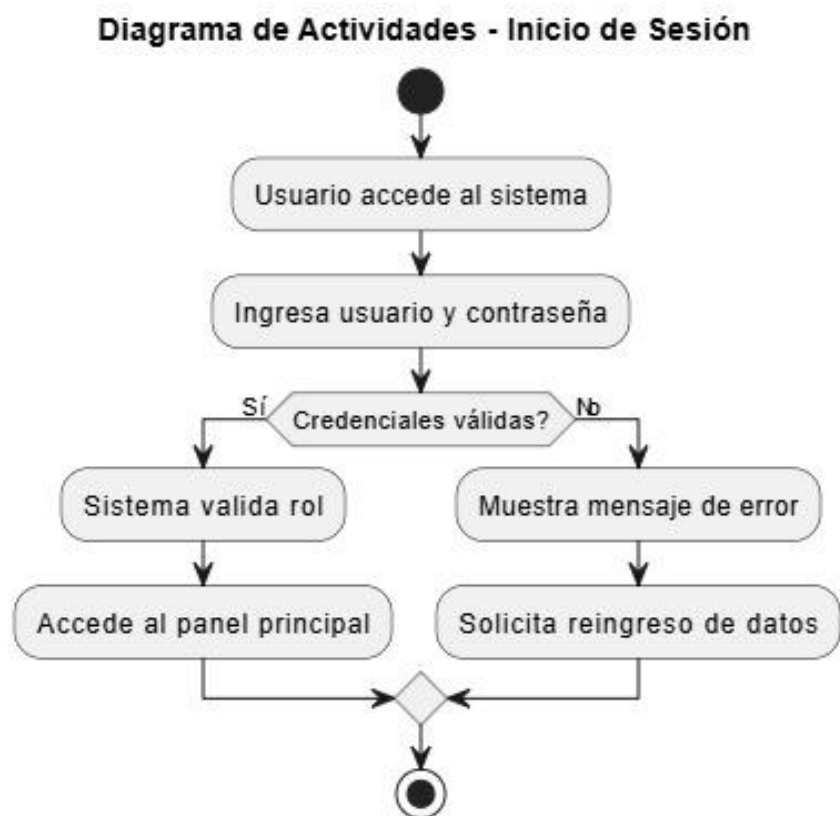 Diagrama de Actividades - Inicio de Sesión
Usuario accede al sistema
Ingresa usuario y contraseña
Sí
Credenciales válidas?
No
Sistema valida rol
Muestra mensaje de error
Accede al panel principal
Solicita reingreso de datos